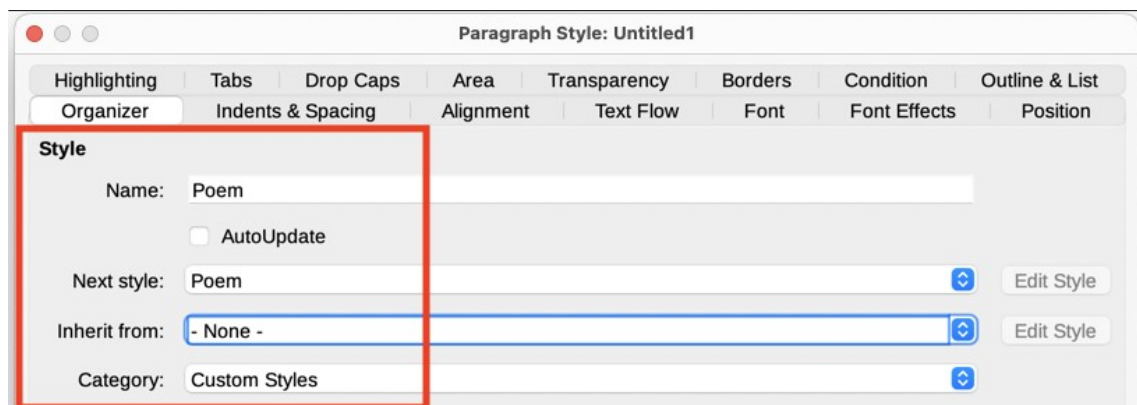 Paragraph Style: Untitled1
Highlighting Tabs Drop Caps Area Transparency Borders Condition Outline & List
Organizer Indents & Spacing Alignment Text Flow Font Font Effects Position
Style
Name: Poem
AutoUpdate
Next style: Poem Edit Style
Inherit from: - None - Edit Style
Category: Custom Styles